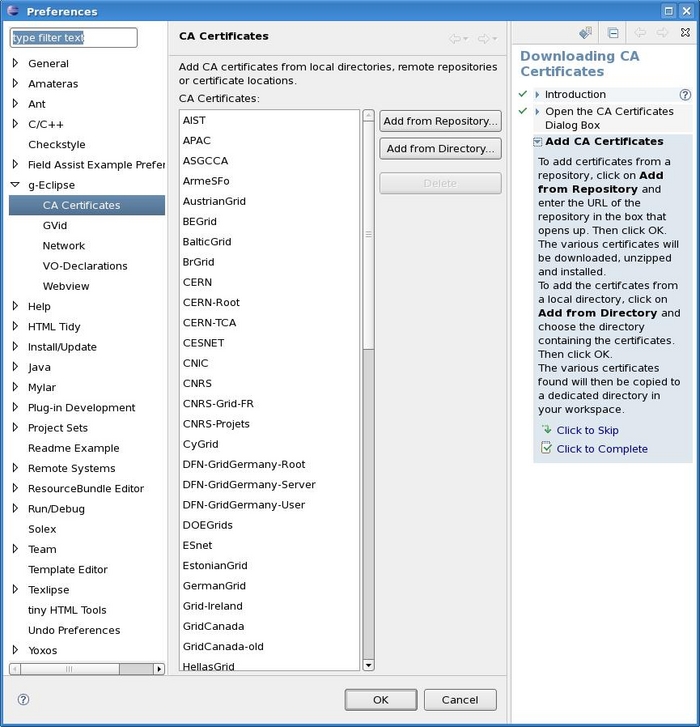 Preferences
type filter text
General
Amateras
Ant
C/C++
Checkstyle
Field Assist Example Prefer
g-Eclipse
CA Certificates
GVid
Network
VO-Declarations
Webview
Help
HTML Tidy
Install/Update
Java
Mylar
Plug-in Development
Project Sets
Readme Example
Remote Systems
ResourceBundle Editor
Run/Debug
Solex
Team
Template Editor
Texlipse
tiny HTML Tools
Undo Preferences
Yoxos
CA Certificates
Add CA certificates from local directories, remote repositories
or certificate locations.
CA Certificates:
AIST
APAC
ASGCCA
ArmeSFo
AustrianGrid
BEGrid
BalticGrid
BrGrid
CERN
CERN-Root
CERN-TCA
CESNET
CNIC
CNRS
CNRS-Grid-FR
CNRS-Projets
CyGrid
DFN-GridGermany-Root
DFN-GridGermany-Server
DFN-GridGermany-User
DOEGrids
ESnet
EstonianGrid
GermanGrid
Grid-Ireland
GridCanada
GridCanada-old
HellasGrid
Add from Repository...
Add from Directory...
Delete
OK
Cancel
Downloading CA
Certificates
Introduction
Open the CA Certificates
Dialog Box
Add CA Certificates
To add certificates from a
repository, click on Add
from Repository and
enter the URL of the
repository in the box that
opens up. Then click OK.
The various certificates will
be downloaded, unzipped
and installed.
To add the certifcates from
a local directory, click on
Add from Directory and
choose the directory
containing the certificates.
Then click OK.
The various certificates
found will then be copied to
a dedicated directory in
your workspace.
Click to Skip
Click to Complete